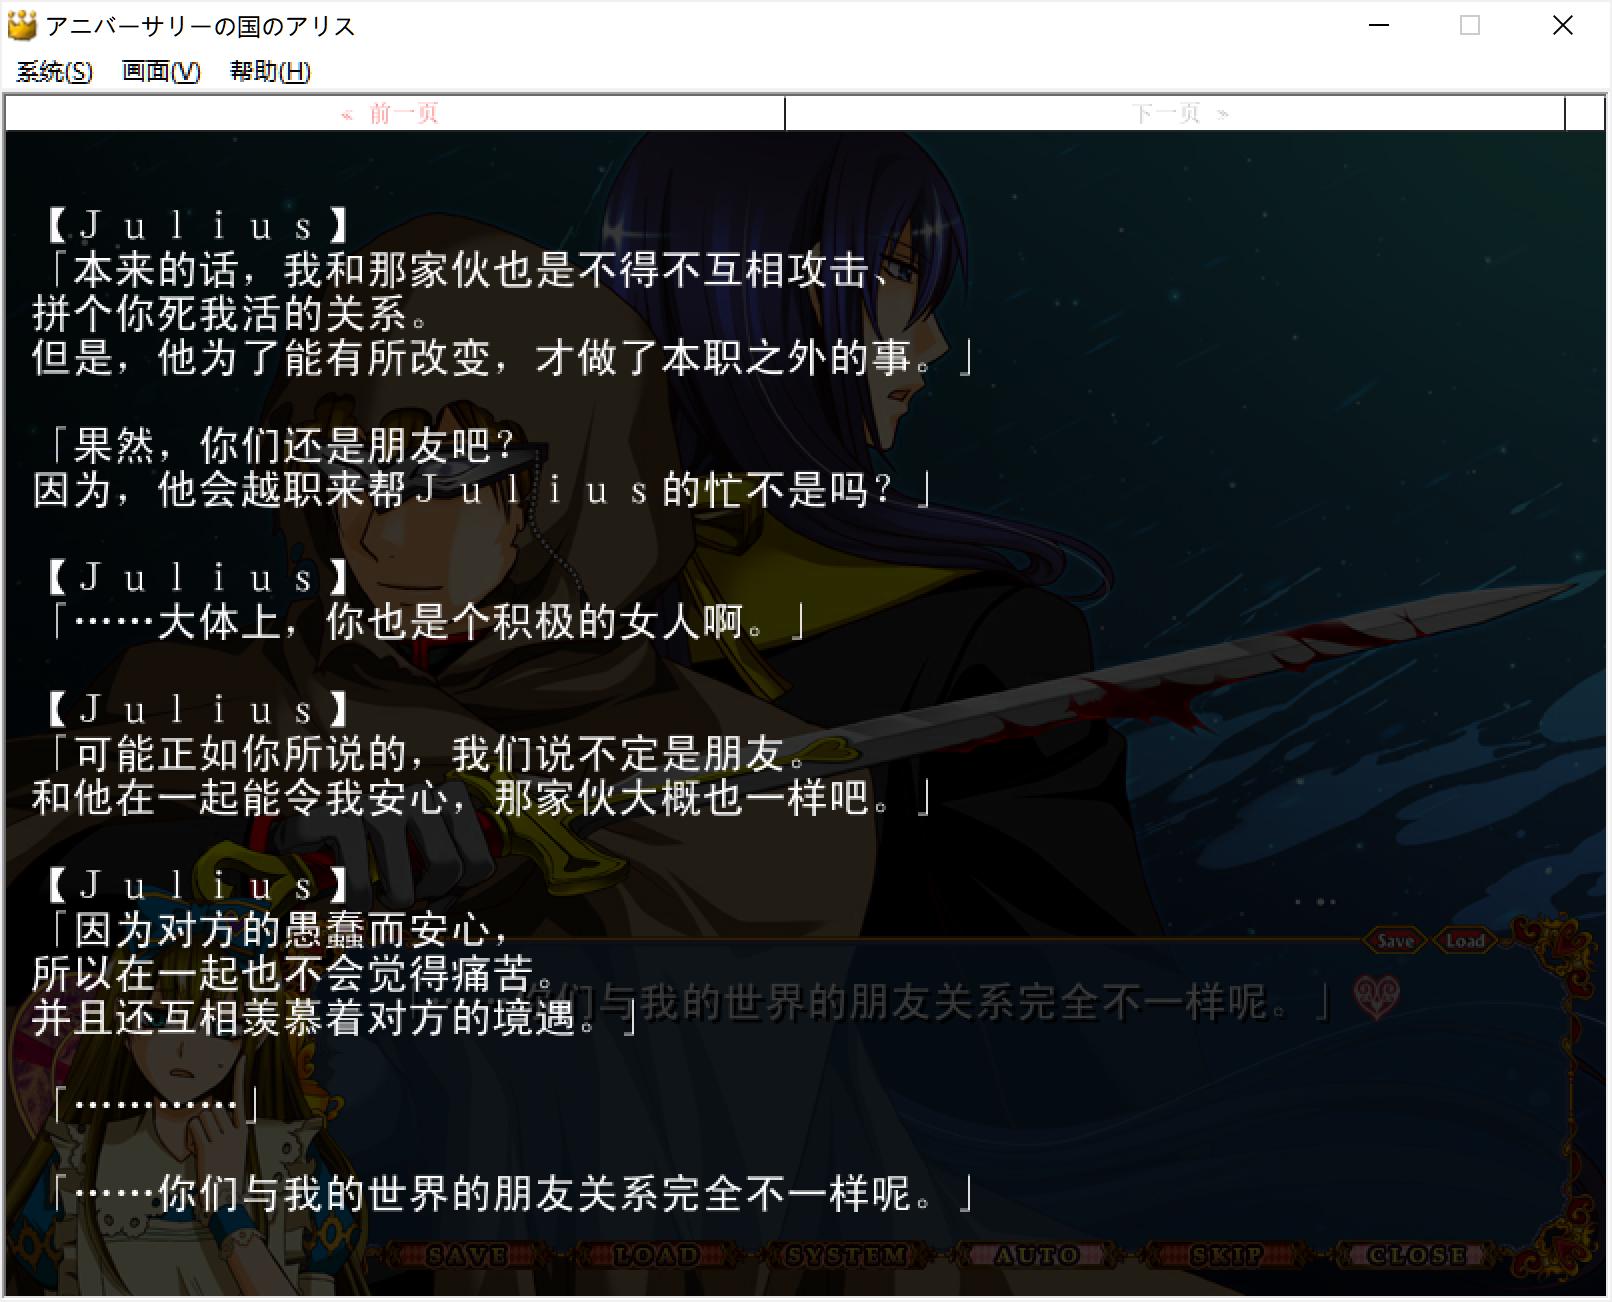 アニバーサリーの国のアリス
系统(S) 画面(V) 帮助(H)
≪ 前一页 下一页 ≫
【Ｊｕｌｉｕｓ】
「本来的话，我和那家伙也是不得不互相攻击、
拼个你死我活的关系。
但是，他为了能有所改变，才做了本职之外的事。」
「果然，你们还是朋友吧？
因为，他会越职来帮Ｊｕｌｉｕｓ的忙不是吗？」
【Ｊｕｌｉｕｓ】
「……大体上，你也是个积极的女人啊。」
【Ｊｕｌｉｕｓ】
「可能正如你所说的，我们说不定是朋友。
和他在一起能令我安心，那家伙大概也一样吧。」
【Ｊｕｌｉｕｓ】
「因为对方的愚蠢而安心，
所以在一起也不会觉得痛苦。
并且还互相羡慕着对方的境遇。」
Save Load
们与我的世界的朋友关系完全不一样呢。」
「…………」
「……你们与我的世界的朋友关系完全不一样呢。」
SAVE LOAD SYSTEM AUTO SKIP CLOSE